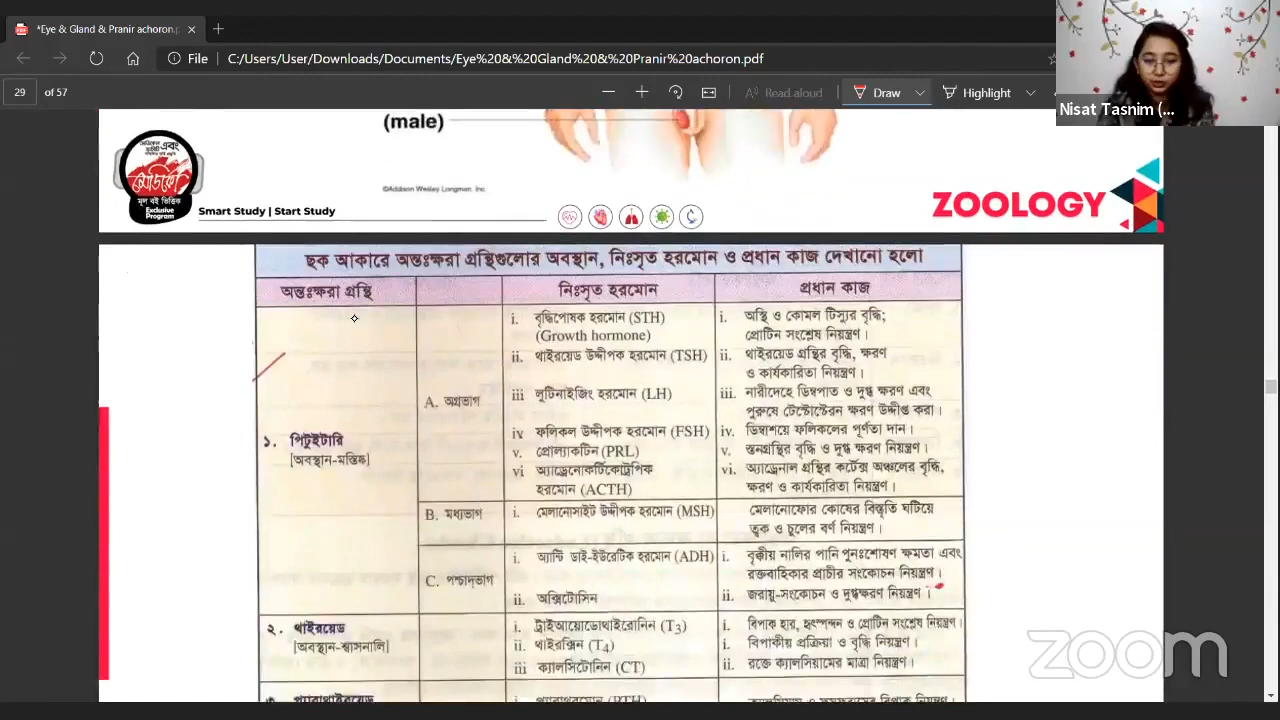 *Eye & Gland & Pranir achoron.p
File C:/Users/User/Downloads/Documents/Eye%20&%20Gland%20&%20Pranir%20achoron.pdf
29 of 57
Read aloud
Draw
Highlight
Nisat Tasnim (...
(male)
©Addison Wesley Longman. Inc.
এবং
মূল বই ভিত্তিক
Exclusive
Program
Smart Study | Start Study
ZOOLOGY
ছক আকারে অন্তঃক্ষরা গ্রন্থিগুলোর অবস্থান, নিঃসৃত হরমোন ও প্রধান কাজ দেখানো হলো
অন্তঃক্ষরা গ্রন্থি নিঃসৃত হরমোন প্রধান কাজ
১. পিটুইটারি
[অবস্থান-মস্তিষ্ক]
A. অগ্রভাগ
i. বৃদ্ধিপোষক হরমোন (STH)
(Growth hormone)
ii. থাইরয়েড উদ্দীপক হরমোন (TSH)
iii লুটিনাইজিং হরমোন (LH)
iv ফলিকল উদ্দীপক হরমোন (FSH)
v. প্রোল্যাকটিন (PRL)
vi অ্যাড্রেনোকর্টিকোট্রপিক
হরমোন (ACTH)
i. অস্থি ও কোমল টিস্যুর বৃদ্ধি;
প্রোটিন সংশ্লেষ নিয়ন্ত্রণ।
ii. থাইরয়েড গ্রন্থির বৃদ্ধি, ক্ষরণ
ও কার্যকারিতা নিয়ন্ত্রণ।
iii. নারীদেহে ডিম্বপাত ও দুগ্ধ ক্ষরণ এবং
পুরুষে টেস্টোস্টেরন ক্ষরণ উদ্দীপ্ত করা।
iv. ডিম্বাশয়ে ফলিকলের পূর্ণতা দান।
v. স্তনগ্রন্থির বৃদ্ধি ও দুগ্ধ ক্ষরণ নিয়ন্ত্রণ।
vi. অ্যাড্রেনাল গ্রন্থির কর্টেক্স অঞ্চলের বৃদ্ধি,
ক্ষরণ ও কার্যকারিতা নিয়ন্ত্রণ।
B. মধ্যভাগ
i. মেলানোসাইট উদ্দীপক হরমোন (MSH)
মেলানোফোর কোষের বিস্তৃতি ঘটিয়ে
ত্বক ও চুলের বর্ণ নিয়ন্ত্রণ।
C. পশ্চাদ্ভাগ
i. অ্যান্টি ডাই-ইউরেটিক হরমোন (ADH)
ii. অক্সিটোসিন
i. বৃক্কীয় নালির পানি পুনঃশোষণ ক্ষমতা এবং
রক্তবাহিকার প্রাচীর সংকোচন নিয়ন্ত্রণ।
ii. জরায়ু-সংকোচন ও দুগ্ধক্ষরণ নিয়ন্ত্রণ।
২. থাইরয়েড
[অবস্থান-শ্বাসনালি]
i. ট্রাইআয়োডোথাইরোনিন (T3)
ii. থাইরক্সিন (T4)
iii ক্যালসিটোনিন (CT)
i. বিপাক হার, হৃৎস্পন্দন ও প্রোটিন সংশ্লেষ নিয়ন্ত্রণ।
i. বিপাকীয় প্রক্রিয়া ও বৃদ্ধি নিয়ন্ত্রণ।
ii. রক্তে ক্যালসিয়ামের মাত্রা নিয়ন্ত্রণ।
zoom